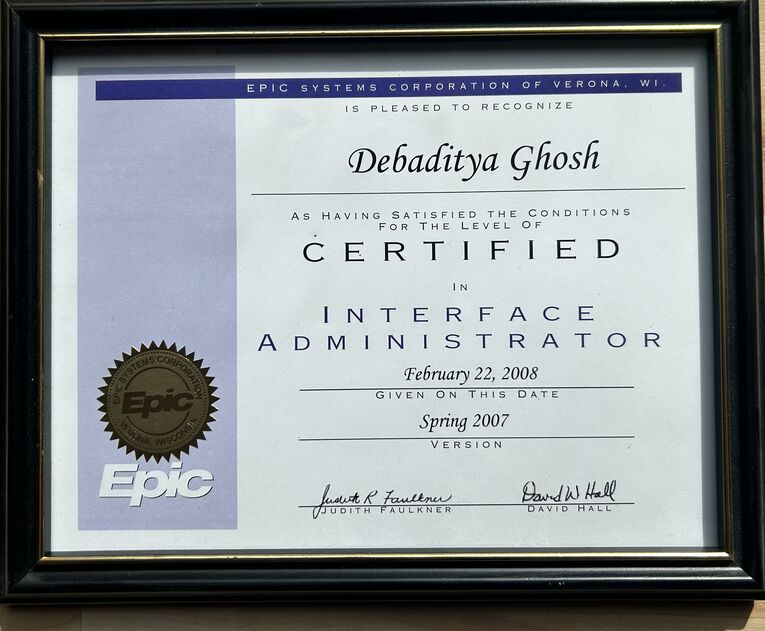 EPIC SYSTEMS CORPORATION OF VERONA, WI.
IS PLEASED TO RECOGNIZE
Debaditya Ghosh
AS HAVING SATISFIED THE CONDITIONS
FOR THE LEVEL OF
CERTIFIED
IN
INTERFACE
ADMINISTRATOR
February 22, 2008
GIVEN ON THIS DATE
Spring 2007
VERSION
EPIC SYSTEMS CORPORATION
Epic
VERONA, WISCONSIN
Epic
Judith R Faulkner
David W Hall
JUDITH FAULKNER
DAVID HALL